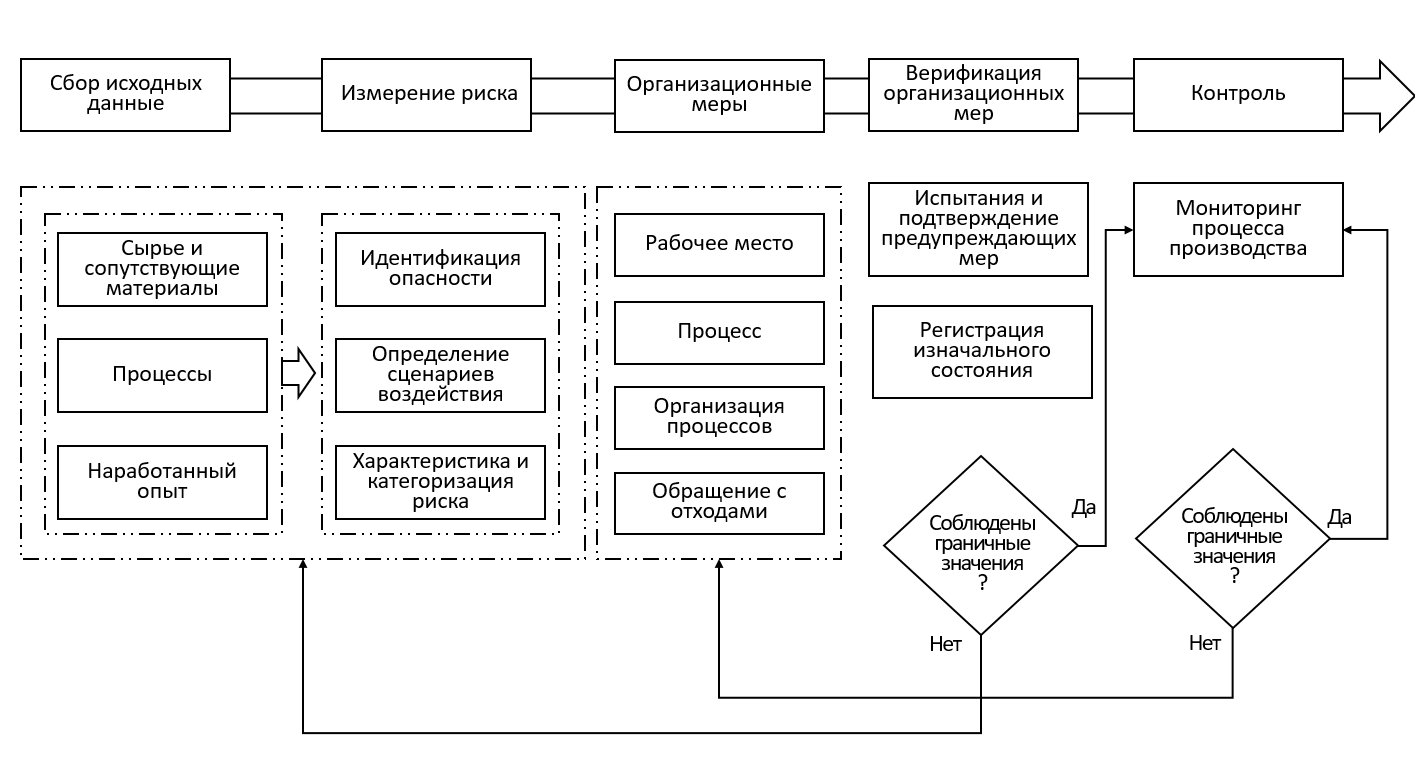 Сбор исходных
данные
Измерение риска
Организационные
меры
Верификация
организационных
мер
Контроль
Сырье и
сопутствующие
материалы
Процессы
Наработанный
опыт
Идентификация
опасности
Определение
сценариев
воздействия
Характеристика и
категоризация
риска
Рабочее место
Процесс
Организация
процессов
Обращение с
отходами
Испытания и
подтверждение
предупреждающих
мер
Регистрация
изначального
состояния
Соблюдены
граничные
значения
?
Да
Нет
Мониторинг
процесса
производства
Соблюдены
граничные
значения
?
Да
Нет